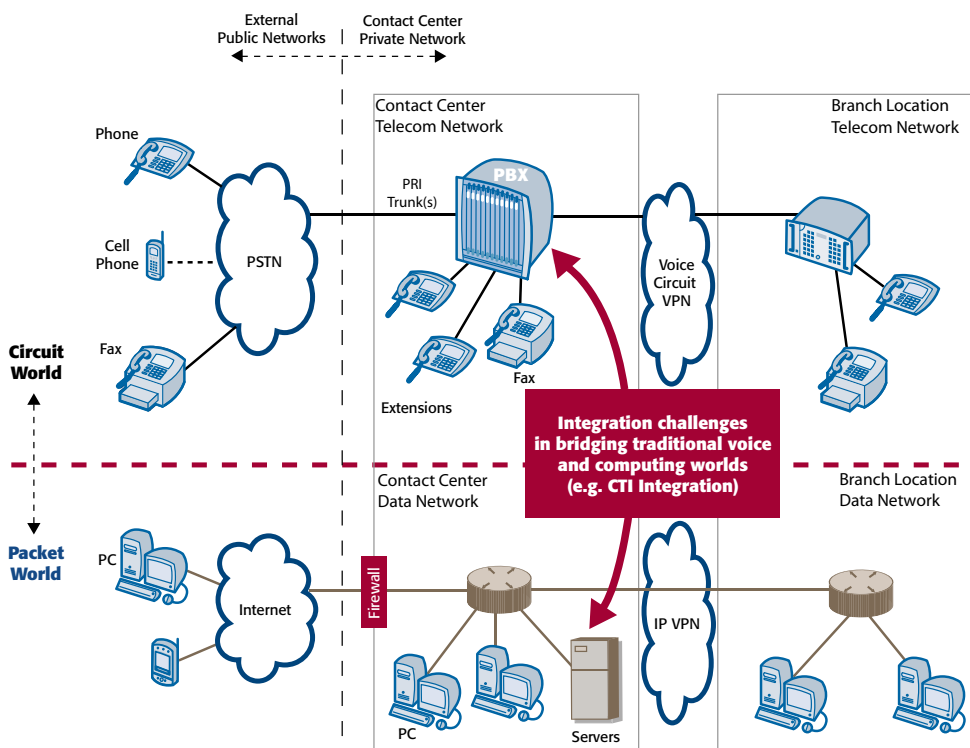 External
Public Networks
Contact Center
Private Network
Contact Center
Telecom Network
Branch Location
Telecom Network
Phone
PBX
PRI
Trunk(s)
Cell
Phone
PSTN
Voice
Circuit
VPN
Fax
Circuit
World
Fax
Extensions
Integration challenges
in bridging traditional voice
and computing worlds
(e.g. CTI Integration)
Contact Center
Data Network
Branch Location
Data Network
Packet
World
PC
Internet
Firewall
IP VPN
PC
Servers